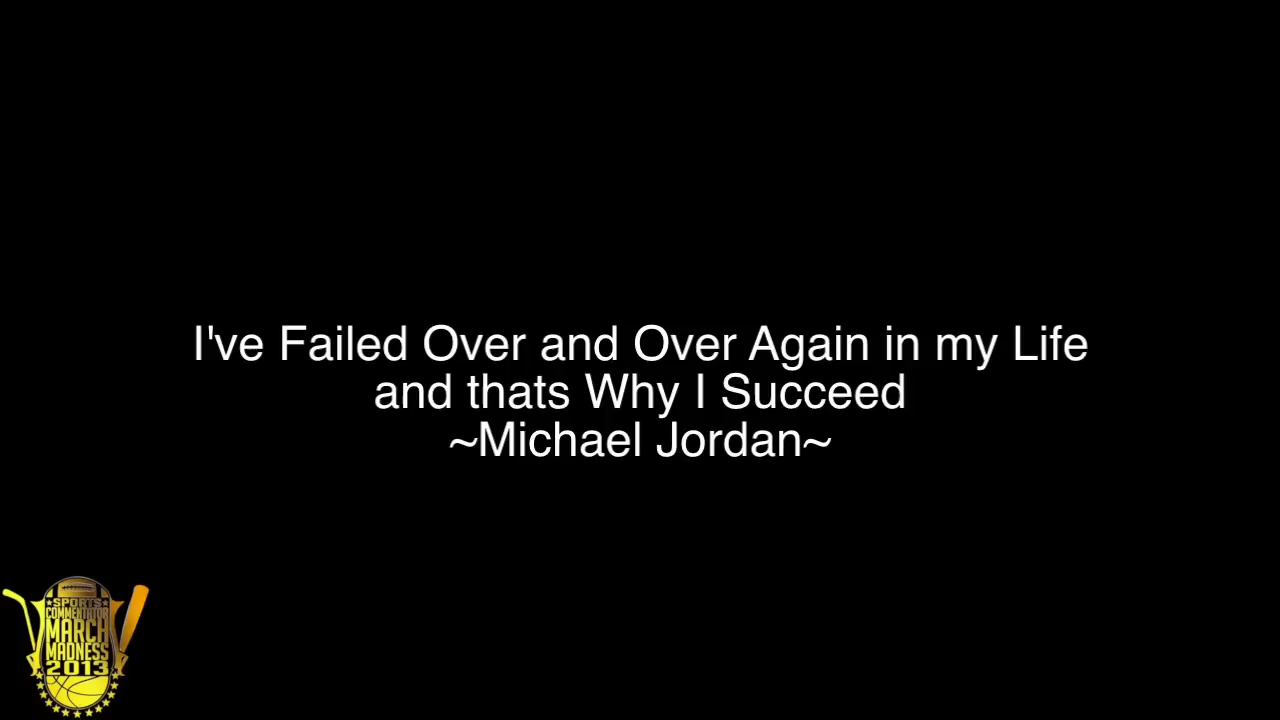 I've Failed Over and Over Again in my Life
and thats Why I Succeed
~Michael Jordan~
SPORTS
COMMENTATOR
MARCH
MADNESS
2013